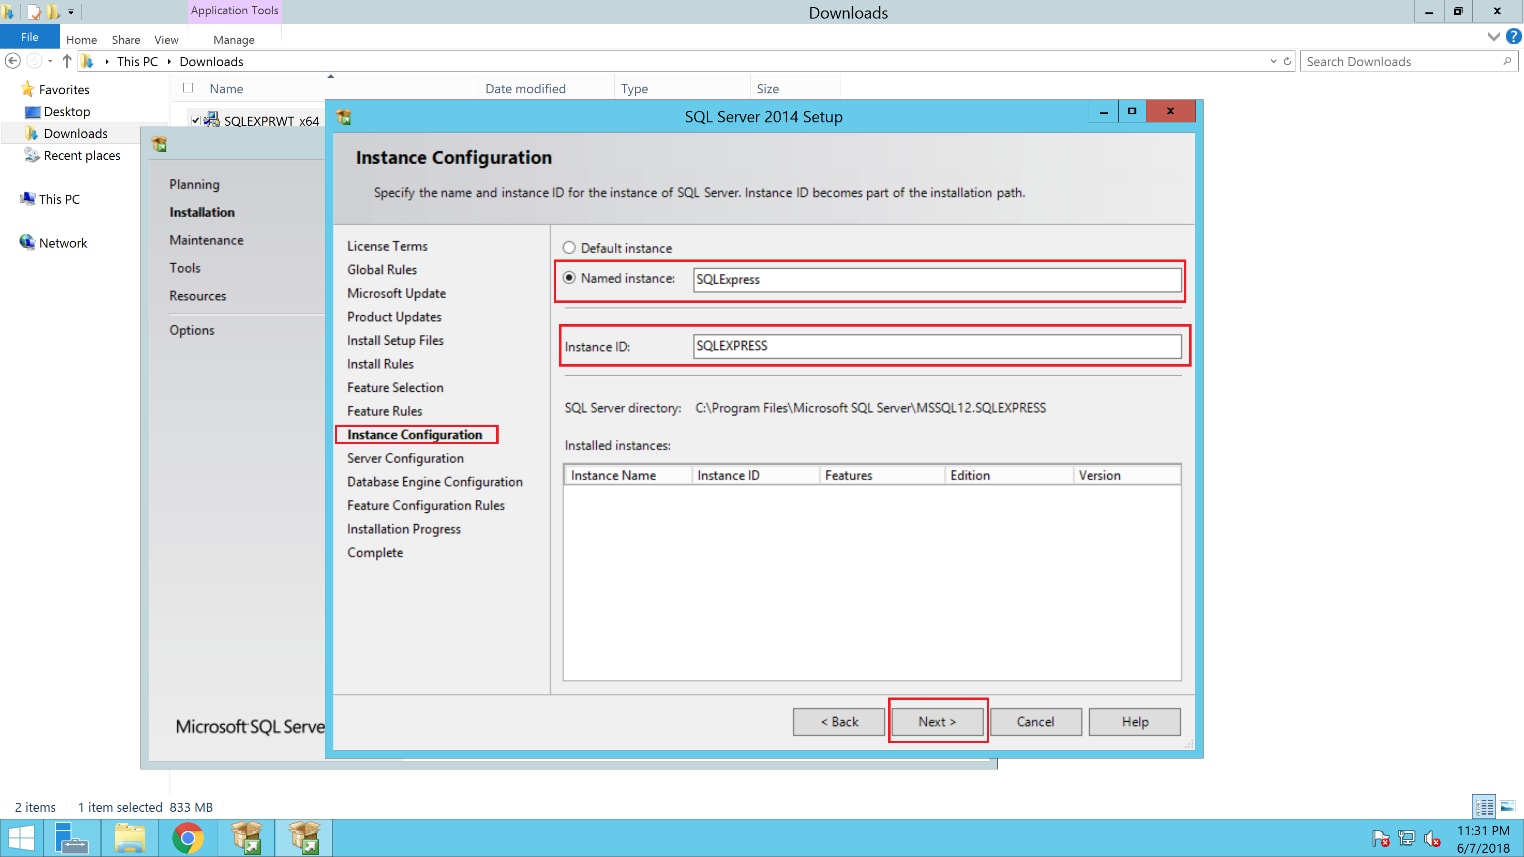 Application Tools
Downloads
File
Home
Share
View
Manage
This PC
Downloads
Search Downloads
Favorites
Desktop
Downloads
Recent places
This PC
Network
Name
Date modified
Type
Size
SQLEXPRWT_x64
Planning
Installation
Maintenance
Tools
Resources
Options
Microsoft SQL Serve
SQL Server 2014 Setup
Instance Configuration
Specify the name and instance ID for the instance of SQL Server. Instance ID becomes part of the installation path.
License Terms
Global Rules
Microsoft Update
Product Updates
Install Setup Files
Install Rules
Feature Selection
Feature Rules
Instance Configuration
Server Configuration
Database Engine Configuration
Feature Configuration Rules
Installation Progress
Complete
Default instance
Named instance: SQLExpress
Instance ID: SQLEXPRESS
SQL Server directory: C:\Program Files\Microsoft SQL Server\MSSQL12.SQLEXPRESS
Installed instances:
Instance Name
Instance ID
Features
Edition
Version
< Back
Next >
Cancel
Help
2 items
1 item selected 833 MB
11:31 PM
6/7/2018